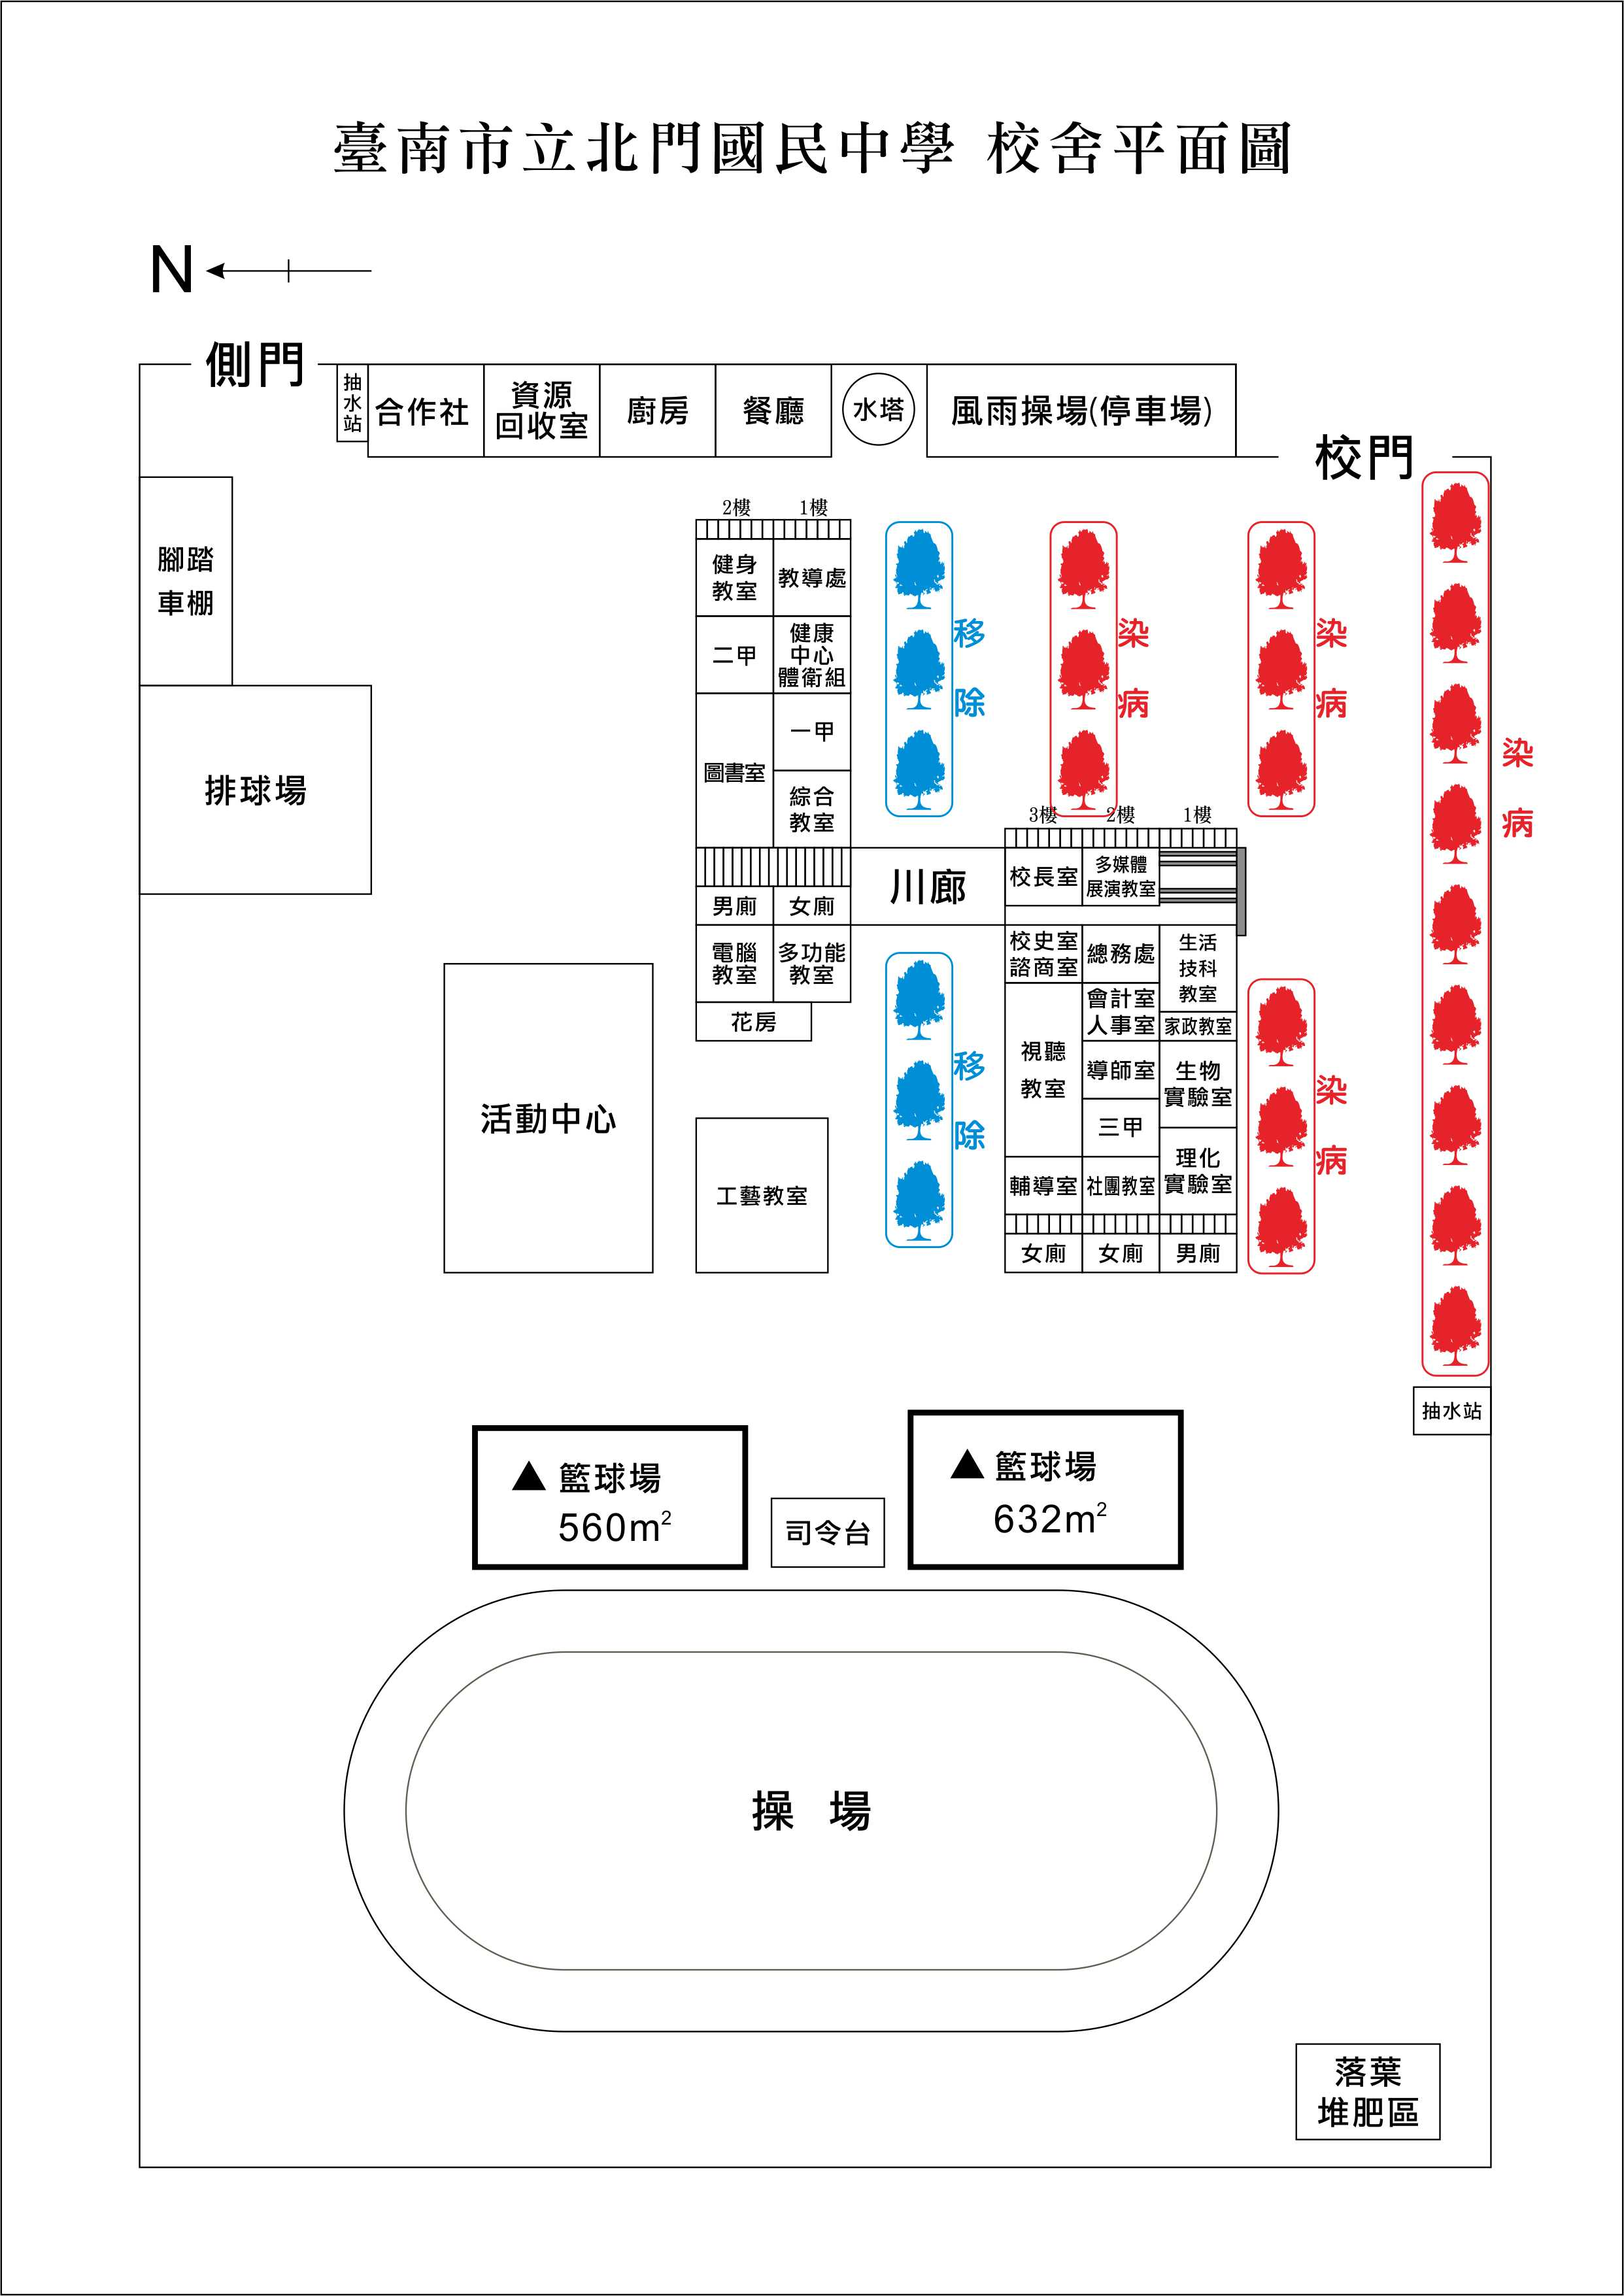 臺南市立北門國民中學 校舍平面圖
N
側門
抽水站
合作社
資源
回收室
廚房
餐廳
水塔
風雨操場(停車場)
校門
腳踏
車棚
排球場
2樓
1樓
健身
教室
教導處
二甲
健康
中心
體衛組
圖書室
一甲
綜合
教室
男廁
女廁
電腦
教室
多功能
教室
花房
川廊
移除
染病
染病
染病
3樓
2樓
1樓
校長室
多媒體
展演教室
校史室
諮商室
總務處
生活
技科
教室
會計室
人事室
家政教室
視聽
教室
導師室
生物
實驗室
三甲
理化
實驗室
輔導室
社團教室
女廁
女廁
男廁
移除
染病
活動中心
工藝教室
抽水站
▲ 籃球場
560m²
司令台
▲ 籃球場
632m²
操 場
落葉
堆肥區